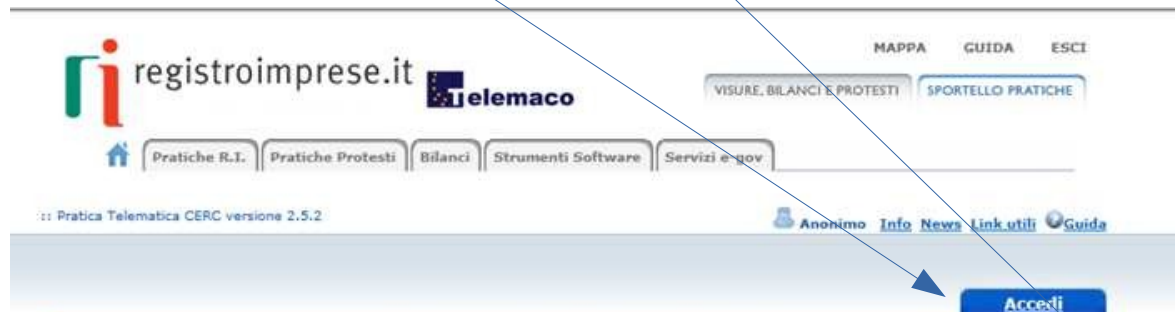 MAPPA GUIDA ESCI
registroimprese.it
Telemaco
VISURE, BILANCI E PROTESTI SPORTELLO PRATICHE
Pratiche R.I. Pratiche Protesti Bilanci Strumenti Software Servizi e-gov
:: Pratica Telematica CERC versione 2.5.2
Anonimo Info News Link utili Guida
Accedi